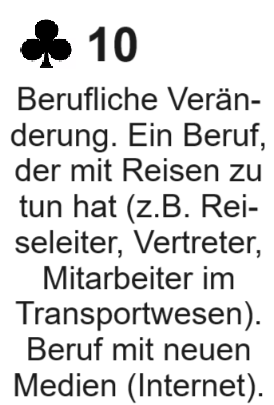 ♣ 10
Berufliche Verän-
derung. Ein Beruf,
der mit Reisen zu
tun hat (z.B. Rei-
seleiter, Vertreter,
Mitarbeiter im
Transportwesen).
Beruf mit neuen
Medien (Internet).